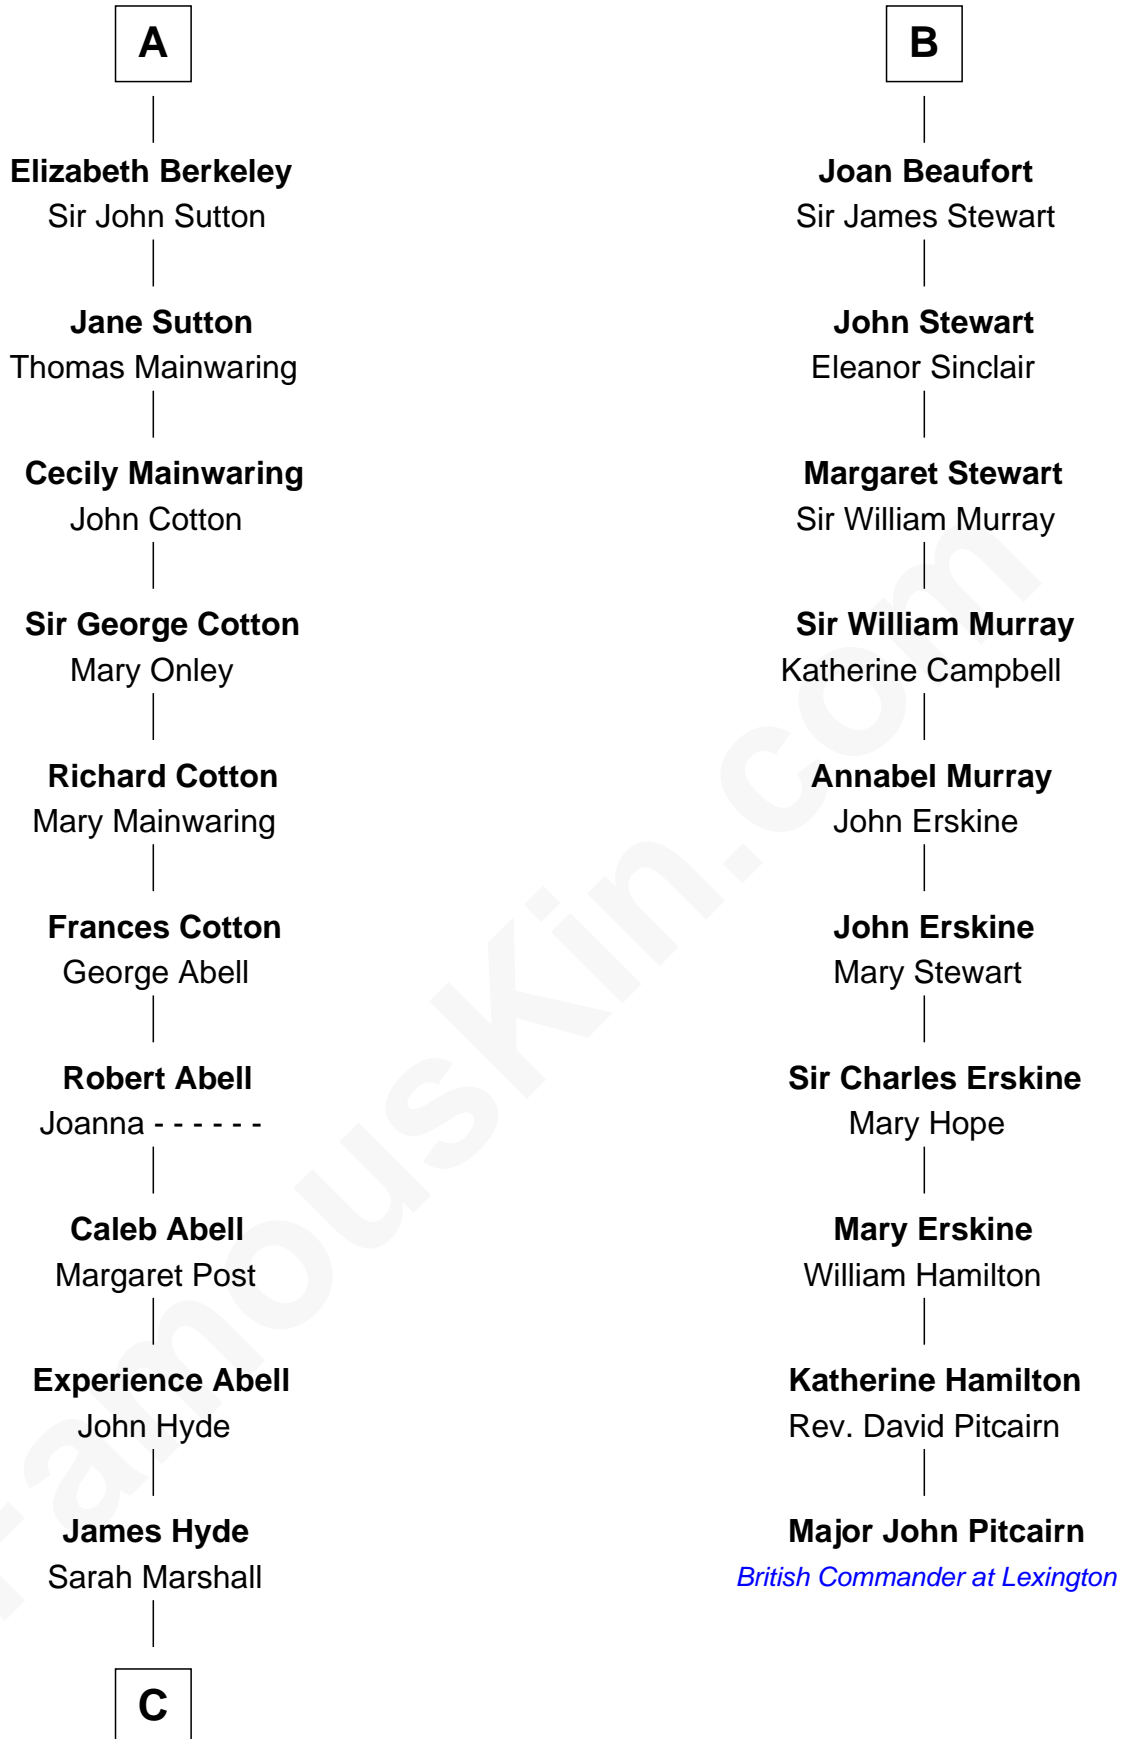 A
Elizabeth Berkeley
Sir John Sutton
Jane Sutton
Thomas Mainwaring
Cecily Mainwaring
John Cotton
Sir George Cotton
Mary Onley
Richard Cotton
Mary Mainwaring
Frances Cotton
George Abell
Robert Abell
Joanna - - - - - -
Caleb Abell
Margaret Post
Experience Abell
John Hyde
James Hyde
Sarah Marshall
C
B
Joan Beaufort
Sir James Stewart
John Stewart
Eleanor Sinclair
Margaret Stewart
Sir William Murray
Sir William Murray
Katherine Campbell
Annabel Murray
John Erskine
John Erskine
Mary Stewart
Sir Charles Erskine
Mary Hope
Mary Erskine
William Hamilton
Katherine Hamilton
Rev. David Pitcairn
Major John Pitcairn
British Commander at Lexington
FamousKin.com